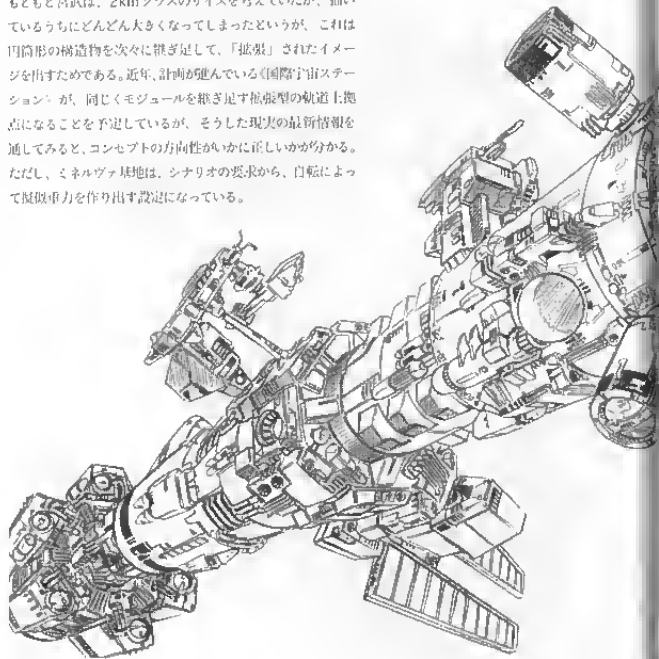 もともと宮武は、2kmクラスのサイズを考えていたが、描い
ているうちにどんどん大きくなってしまったというが、これは
円筒形の構造物を次々に継ぎ足して、「拡張」されたイメー
ジを出すためである。近年、計画が進んでいる《国際宇宙ステー
ション》が、同じくモジュールを継ぎ足す拡張型の軌道上拠
点になることを予定しているが、そうした現実の最新情報を
通してみると、コンセプトの方向性がいかに正しいかが分かる。
ただし、ミネルヴァ基地は、シナリオの要求から、自転によっ
て擬似重力を作り出す設定になっている。